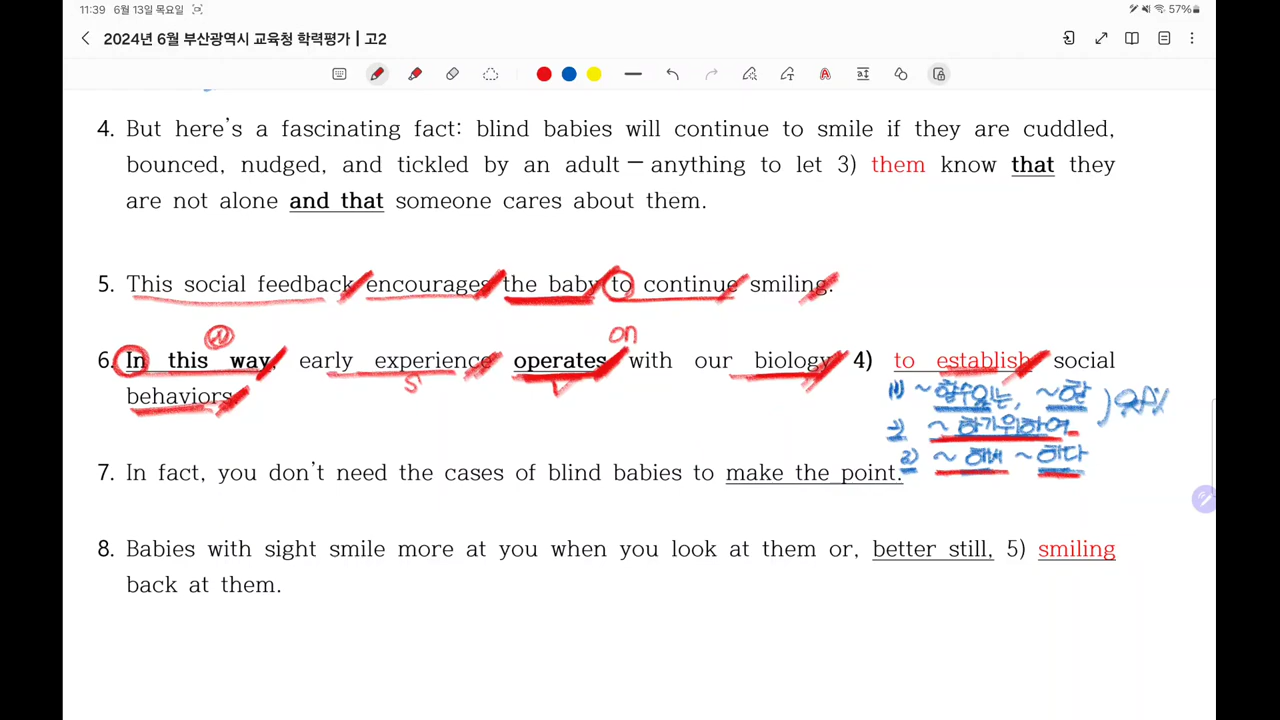 11:39 6월 13일 목요일 57%
2024년 6월 부산광역시 교육청 학력평가 | 고2
4. But here's a fascinating fact: blind babies will continue to smile if they are cuddled,
bounced, nudged, and tickled by an adult — anything to let 3) them know that they
are not alone and that someone cares about them.
5. This social feedback encourages the baby to continue smiling.
on
6. In this way, early experience operates with our biology 4) to establish social
S V
behaviors.
1) ~할수있는, ~할
2) ~하기위하여
3) ~해서 ~하다
7. In fact, you don't need the cases of blind babies to make the point.
8. Babies with sight smile more at you when you look at them or, better still, 5) smiling
back at them.